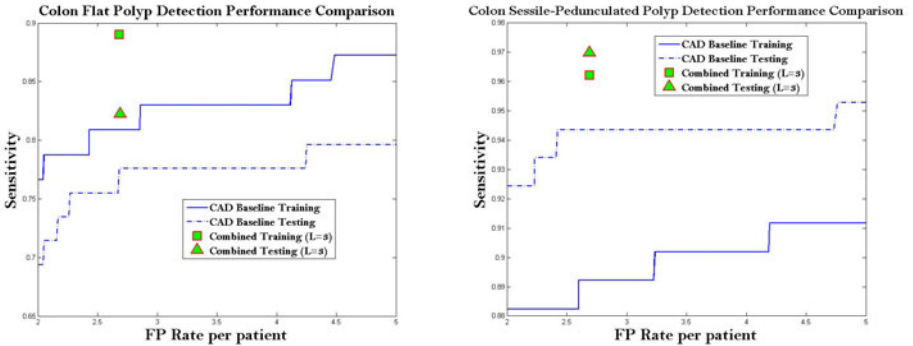 Colon Flat Polyp Detection Performance Comparison
Sensitivity
0.9
0.85
0.8
0.75
0.7
0.65
CAD Baseline Training
CAD Baseline Testing
Combined Training (L=3)
Combined Testing (L=3)
2 2.5 3 3.5 4 4.5 5
FP Rate per patient
Colon Sessile-Pedunculated Polyp Detection Performance Comparison
Sensitivity
0.98
0.97
0.96
0.95
0.94
0.93
0.92
0.91
0.9
0.89
0.88
CAD Baseline Training
CAD Baseline Testing
Combined Training (L=3)
Combined Testing (L=3)
2 2.5 3 3.5 4 4.5 5
FP Rate per patient